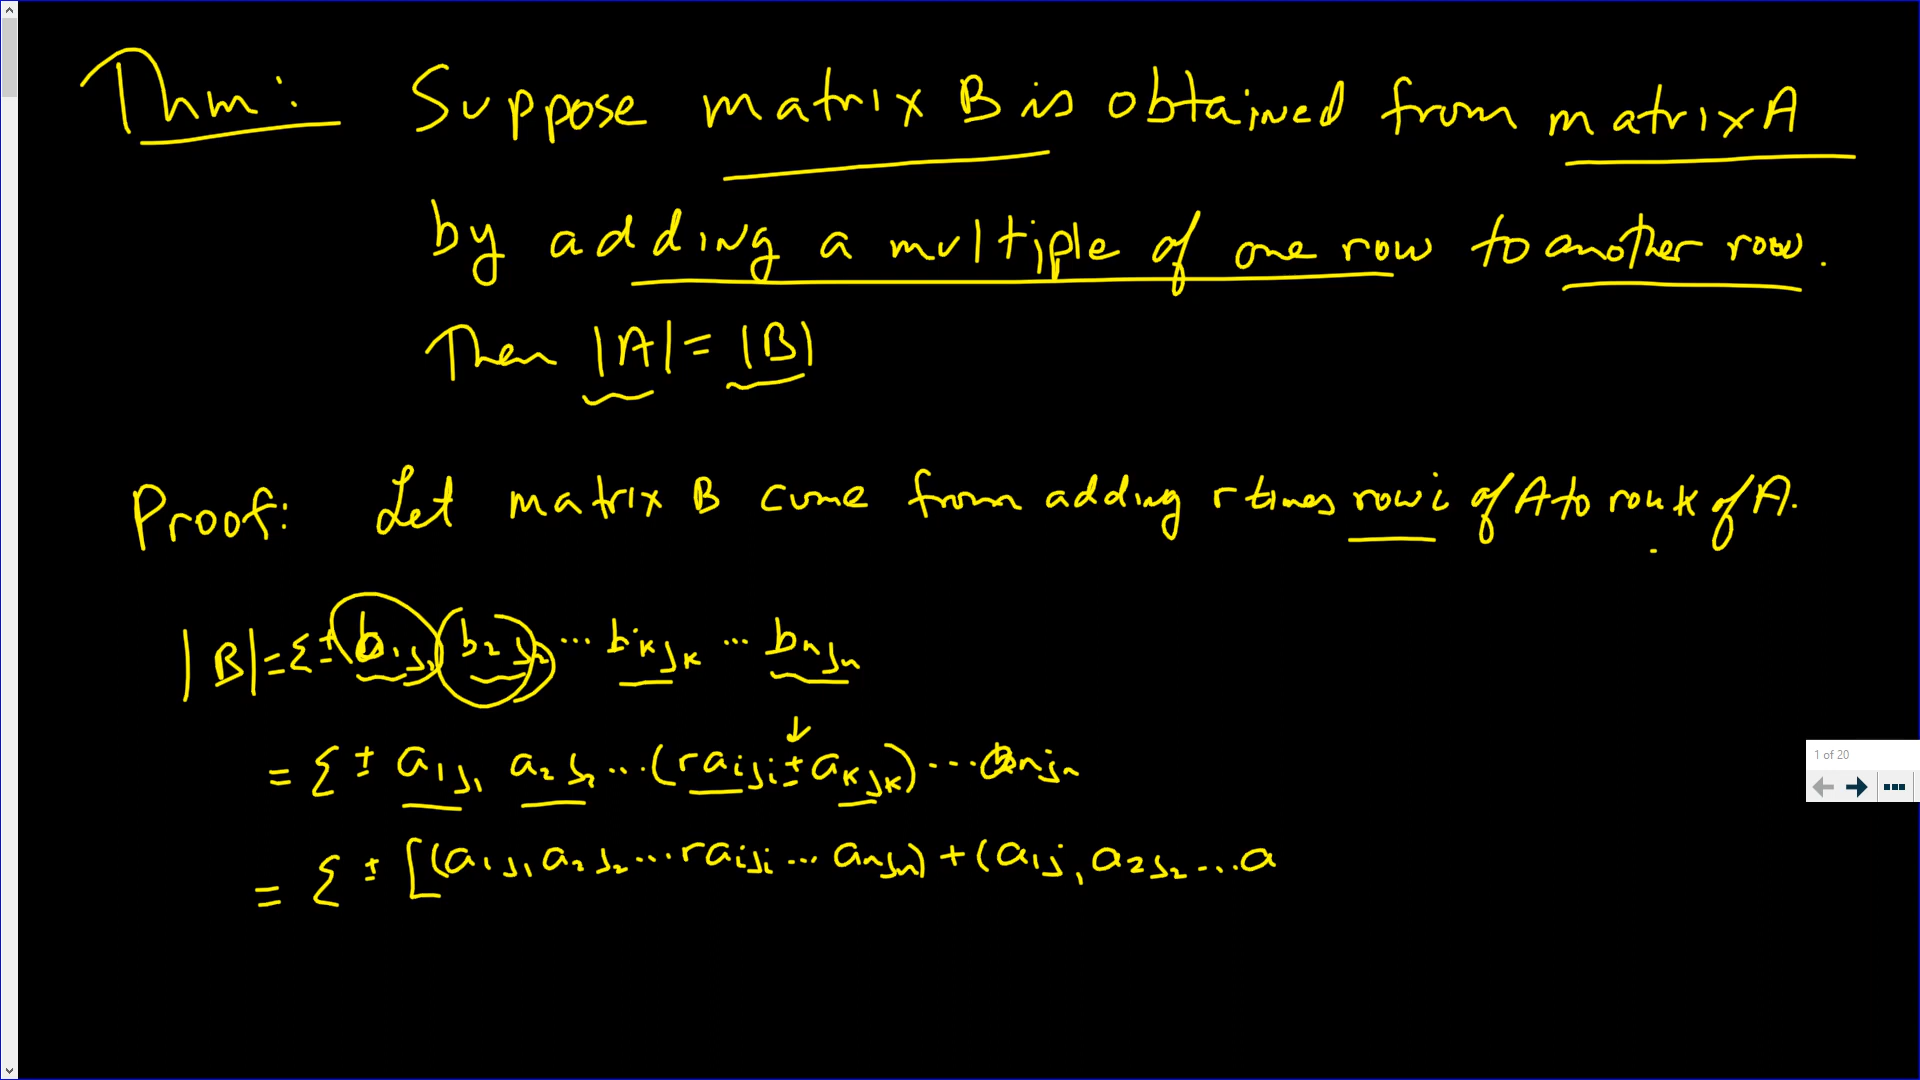 Thm: Suppose matrix B is obtained from matrix A
by adding a multiple of one row to another row.
Then |A| = |B|
Proof: Let matrix B come from adding r times row i of A to row k of A.
|B| = Σ ± b₁j₁ b₂j₂ ... bₖjₖ ... bₙjₙ
= Σ ± a₁j₁ a₂j₂ ... (raᵢjᵢ + aₖjₖ) ... aₙjₙ
1 of 20
= Σ ± [(a₁j₁ a₂j₂ ... raᵢjᵢ ... aₙjₙ) + (a₁j₁ a₂j₂ ... a